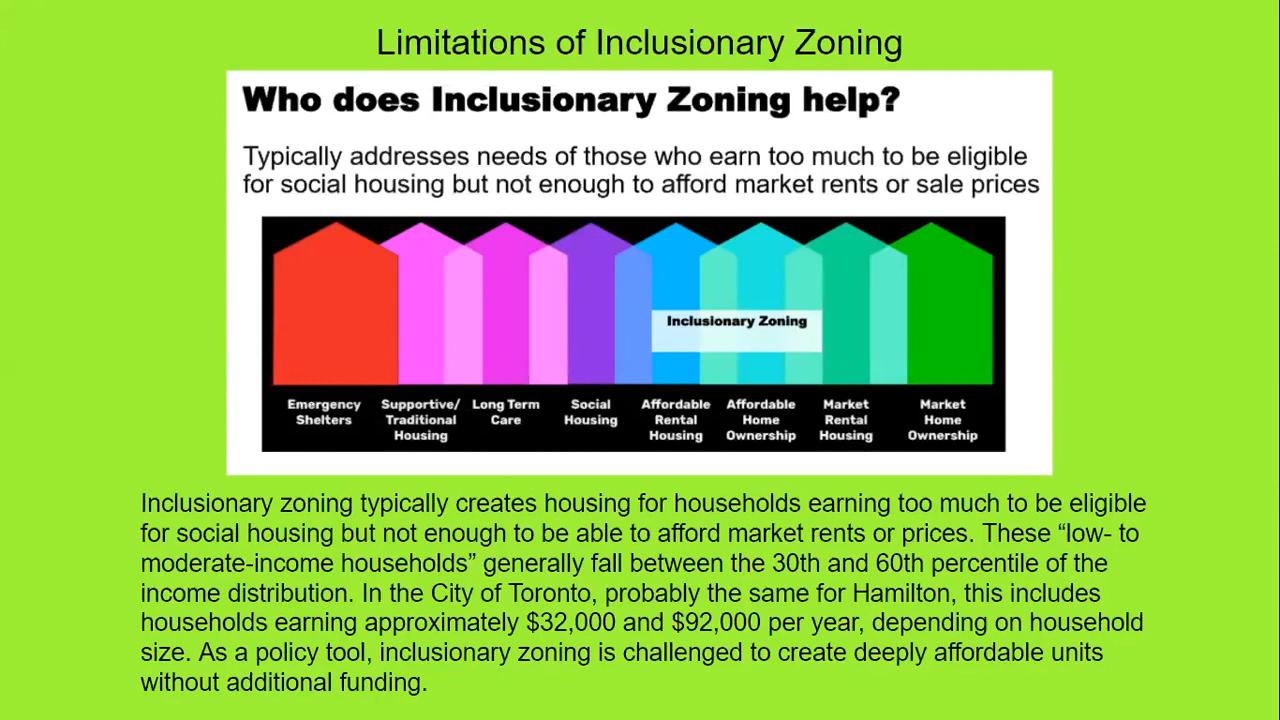 Limitations of Inclusionary Zoning
Who does Inclusionary Zoning help?
Typically addresses needs of those who earn too much to be eligible
for social housing but not enough to afford market rents or sale prices
Inclusionary Zoning
Emergency
Shelters
Supportive/
Traditional
Housing
Long Term
Care
Social
Housing
Affordable
Rental
Housing
Affordable
Home
Ownership
Market
Rental
Housing
Market
Home
Ownership
Inclusionary zoning typically creates housing for households earning too much to be eligible
for social housing but not enough to be able to afford market rents or prices. These “low- to
moderate-income households” generally fall between the 30th and 60th percentile of the
income distribution. In the City of Toronto, probably the same for Hamilton, this includes
households earning approximately $32,000 and $92,000 per year, depending on household
size. As a policy tool, inclusionary zoning is challenged to create deeply affordable units
without additional funding.